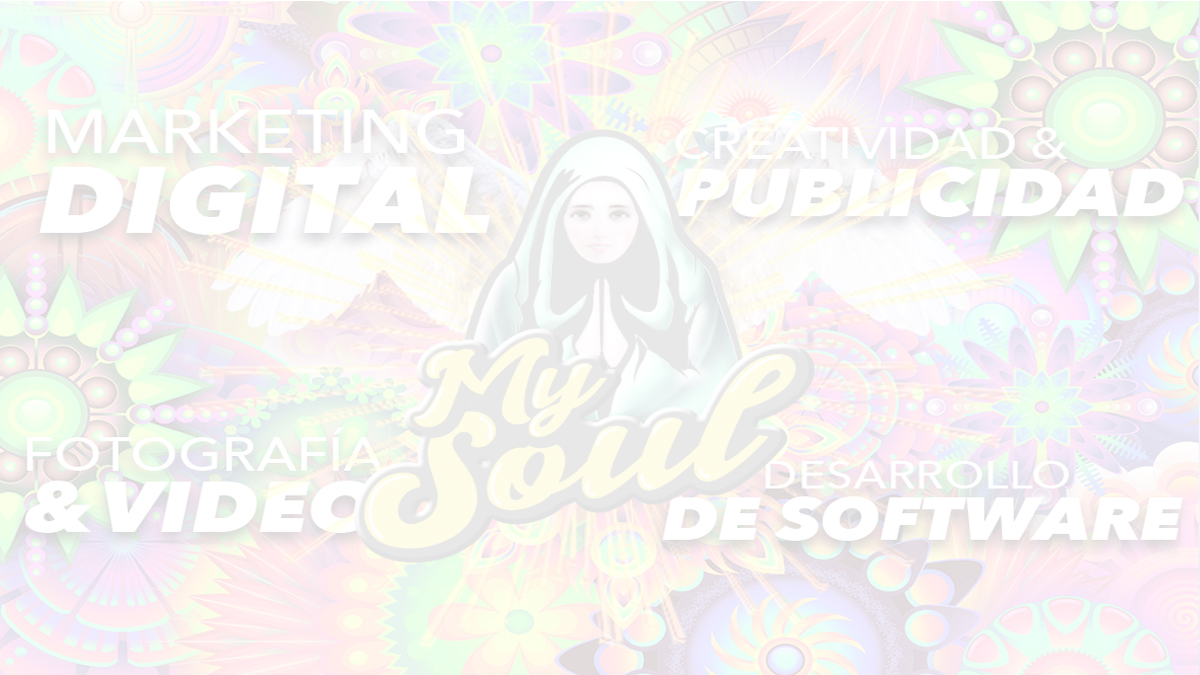 MARKETING
DIGITAL
CREATIVIDAD &
PUBLICIDAD
My
Soul
FOTOGRAFÍA
& VIDEO
DESARROLLO
DE SOFTWARE